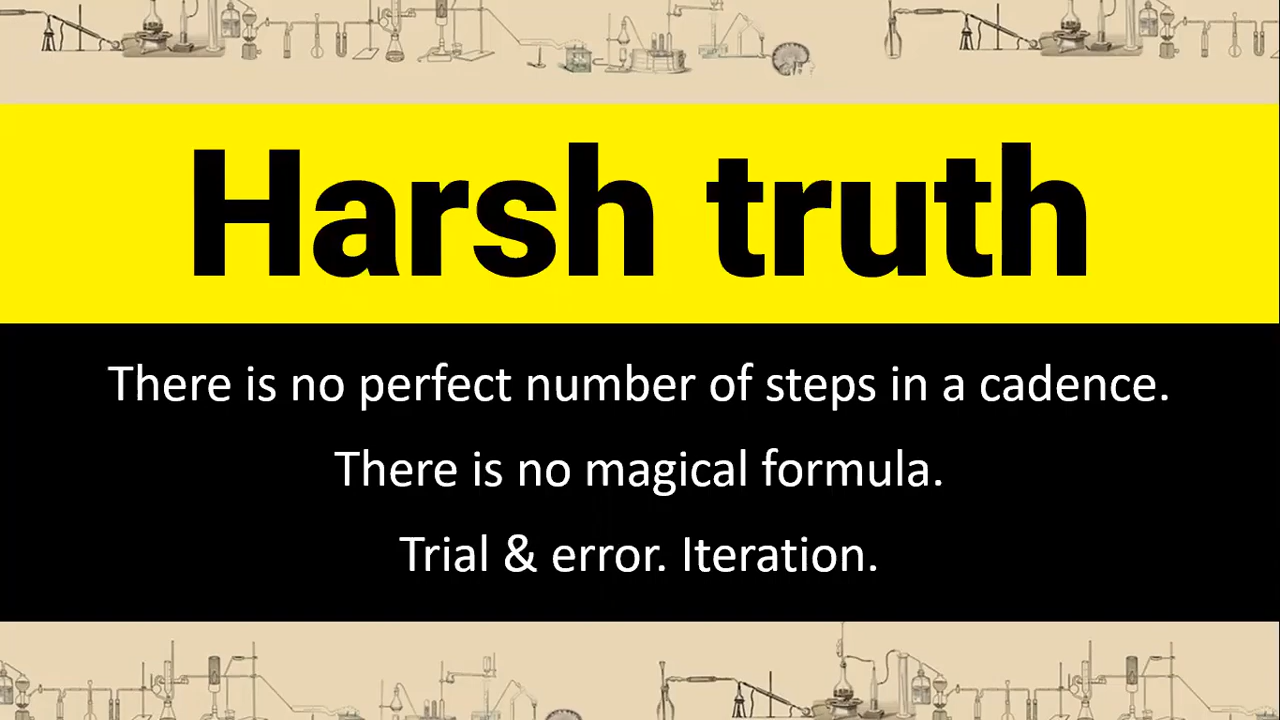 Harsh truth
There is no perfect number of steps in a cadence.
There is no magical formula.
Trial & error. Iteration.